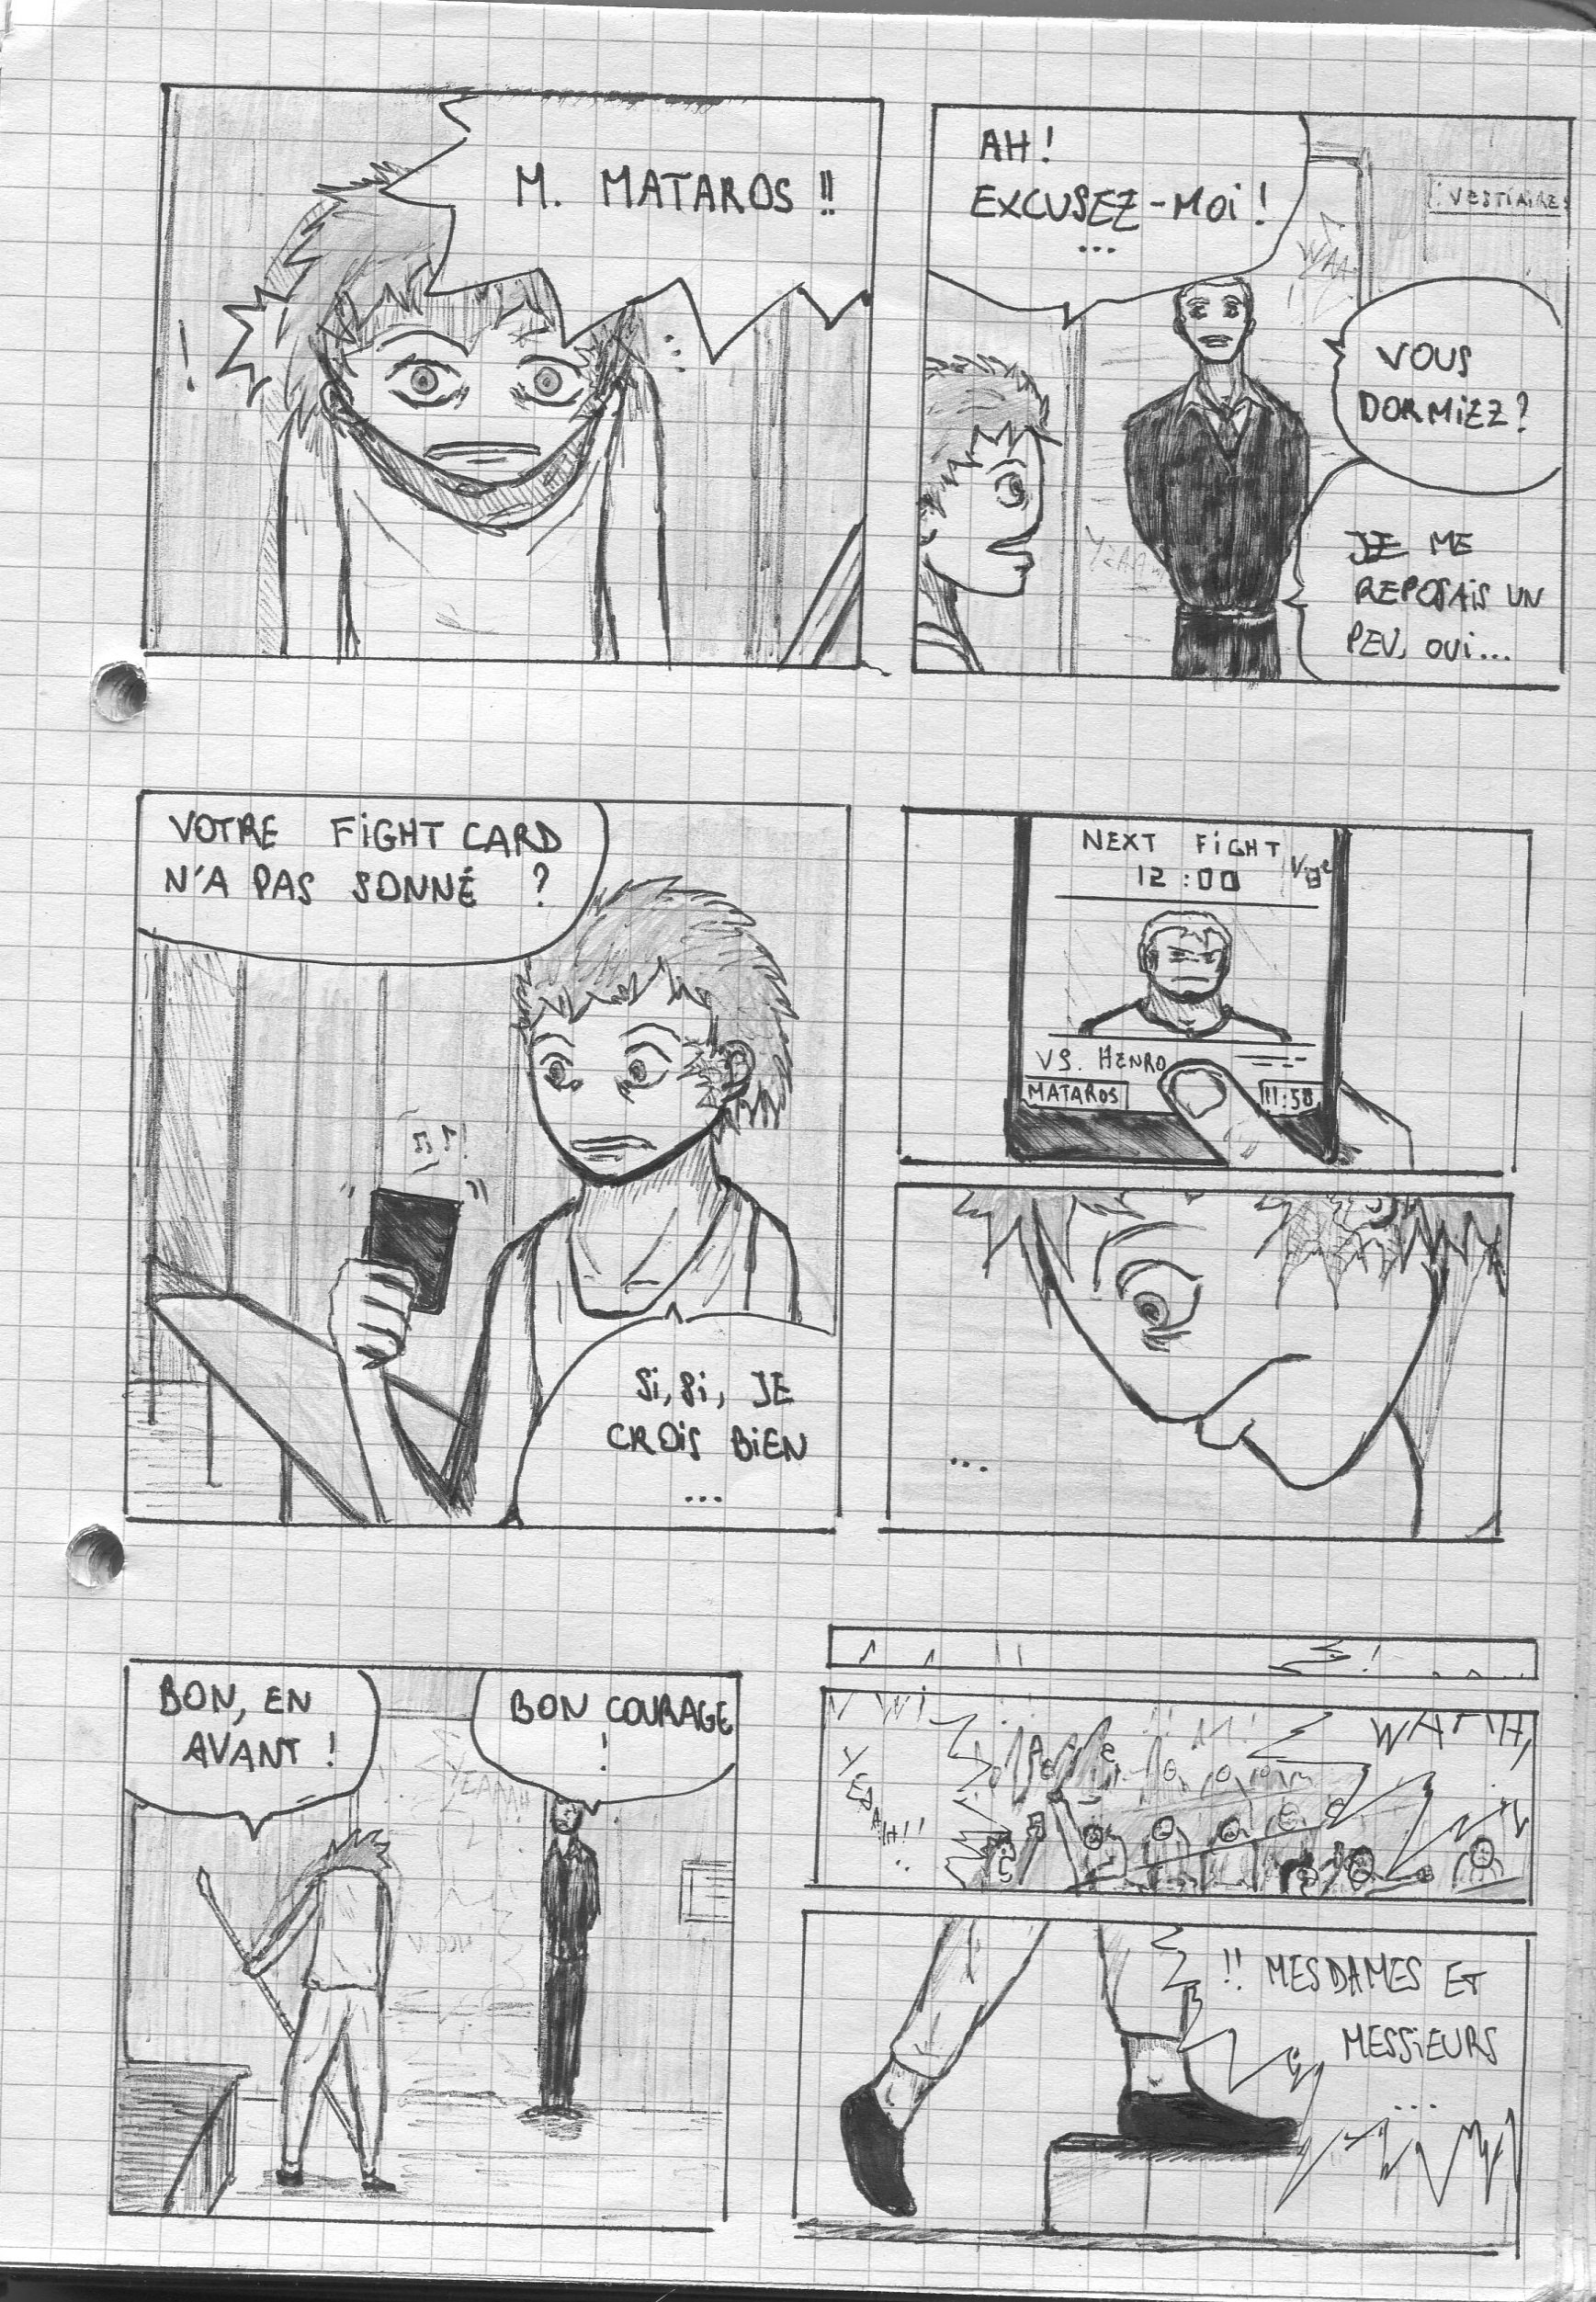 M. MATAROS !!
AH !
EXCUSEZ-MOI !
...
VESTIAIRES
VOUS
DORMIEZ ?
JE ME
REPOSAIS UN
PEU, OUI...
VOTRE FIGHT CARD
N'A PAS SONNÉ ?
SI, SI, JE
CROIS BIEN
...
NEXT FIGHT
12:00
VS. HENRO
MATAROS
11:58
...
BON, EN
AVANT !
BON COURAGE
!
YEAAH!!
!! MESDAMES ET
MESSIEURS
...